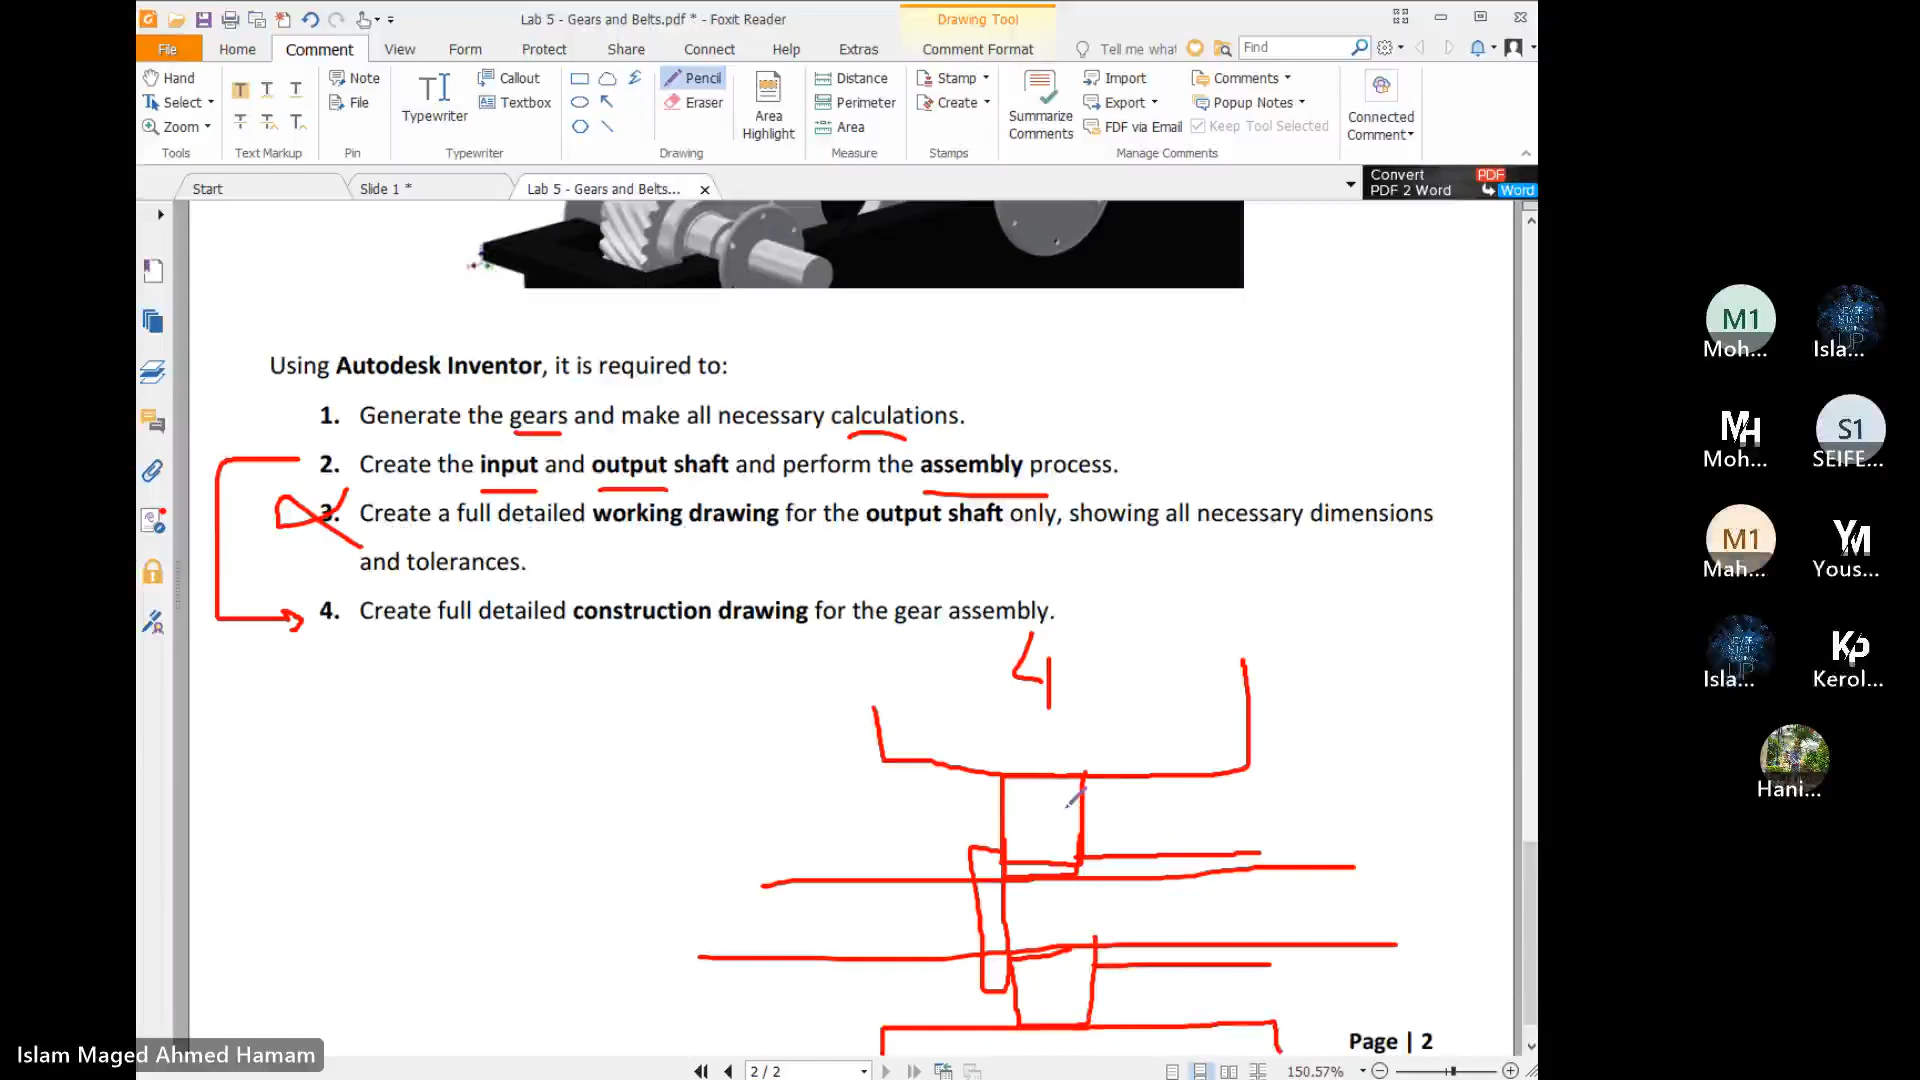 Lab 5 - Gears and Belts.pdf * - Foxit Reader
Drawing Tool
File
Home
Comment
View
Form
Protect
Share
Connect
Help
Extras
Comment Format
Tell me what
Find
Hand
Select
Zoom
Tools
Text Markup
Note
File
Pin
Typewriter
Callout
Textbox
Typewriter
Pencil
Eraser
Area
Highlight
Drawing
Distance
Perimeter
Area
Measure
Stamp
Create
Stamps
Summarize
Comments
Import
Export
FDF via Email
Comments
Popup Notes
Keep Tool Selected
Manage Comments
Connected
Comment
Start
Slide 1 *
Lab 5 - Gears and Belts...
Convert
PDF 2 Word
PDF
Word
Using Autodesk Inventor, it is required to:
1. Generate the gears and make all necessary calculations.
2. Create the input and output shaft and perform the assembly process.
3. Create a full detailed working drawing for the output shaft only, showing all necessary dimensions
and tolerances.
4. Create full detailed construction drawing for the gear assembly.
4
Page | 2
2 / 2
150.57%
Islam Maged Ahmed Hamam
M1
Moh...
Isla...
MH
Moh...
S1
SEIFE...
M1
Mah...
YM
Yous...
Isla...
KP
Kerol...
Hani...